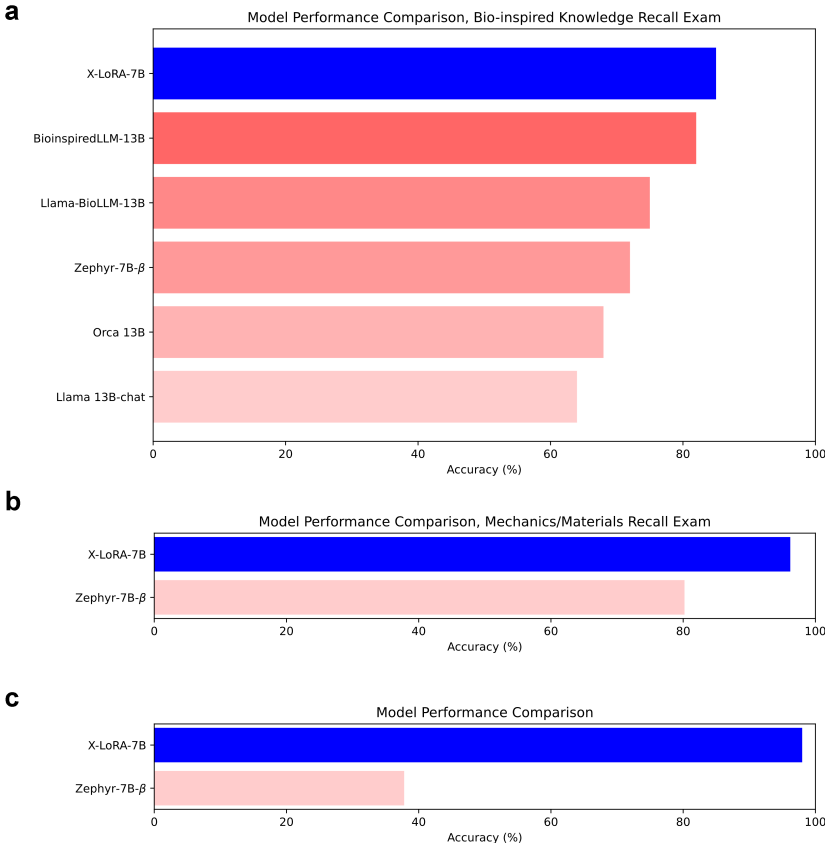 a
Model Performance Comparison, Bio-inspired Knowledge Recall Exam
X-LoRA-7B
BioinspiredLLM-13B
Llama-BioLLM-13B
Zephyr-7B-β
Orca 13B
Llama 13B-chat
0 20 40 60 80 100
Accuracy (%)
b
Model Performance Comparison, Mechanics/Materials Recall Exam
X-LoRA-7B
Zephyr-7B-β
0 20 40 60 80 100
Accuracy (%)
c
Model Performance Comparison
X-LoRA-7B
Zephyr-7B-β
0 20 40 60 80 100
Accuracy (%)